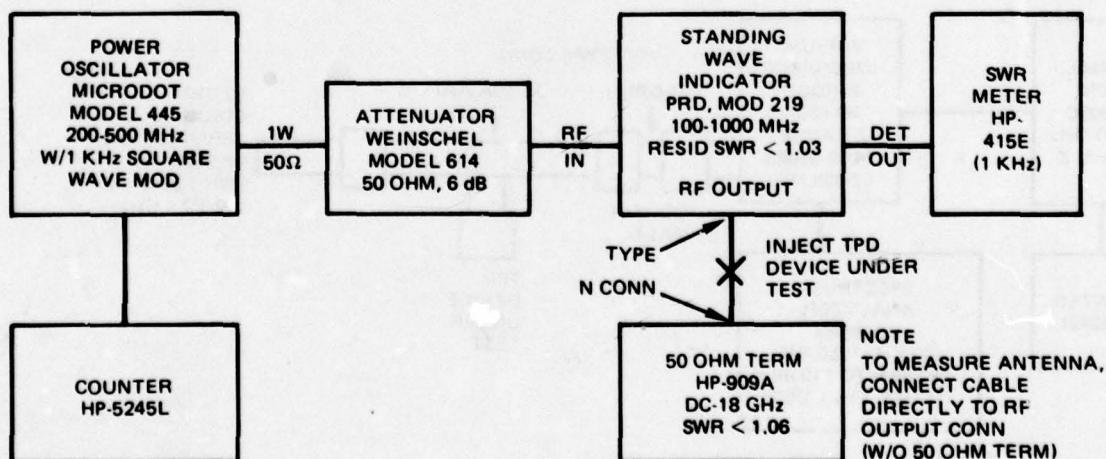 POWER
OSCILLATOR
MICRODOT
MODEL 445
200-500 MHz
W/1 KHz SQUARE
WAVE MOD
1W
50Ω
ATTENUATOR
WEINSCHEL
MODEL 614
50 OHM, 6 dB
RF
IN
STANDING
WAVE
INDICATOR
PRD, MOD 219
100-1000 MHz
RESID SWR < 1.03
RF OUTPUT
DET
OUT
SWR
METER
HP-
415E
(1 KHz)
TYPE
N CONN
INJECT TPD
DEVICE UNDER
TEST
COUNTER
HP-5245L
50 OHM TERM
HP-909A
DC-18 GHz
SWR < 1.06
NOTE
TO MEASURE ANTENNA,
CONNECT CABLE
DIRECTLY TO RF
OUTPUT CONN
(W/O 50 OHM TERM)